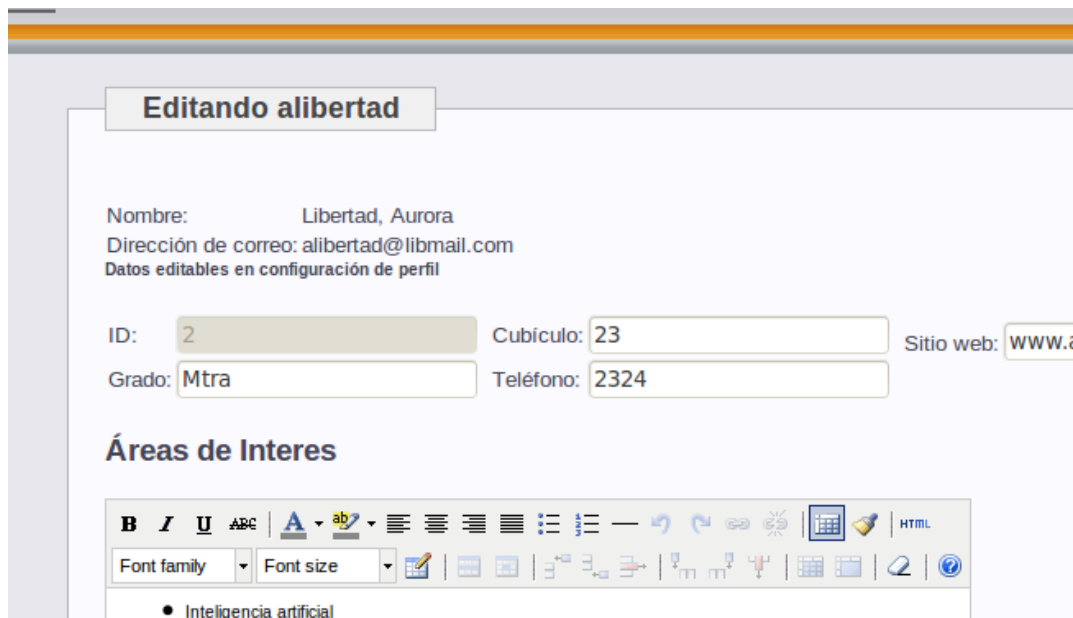 Editando alibertad
Nombre: Libertad, Aurora
Dirección de correo: alibertad@libmail.com
Datos editables en configuración de perfil
ID: 2 Cubículo: 23 Sitio web: www.a
Grado: Mtra Teléfono: 2324
Áreas de Interes
B I U ABC A ab HTML
Font family Font size
Inteligencia artificial